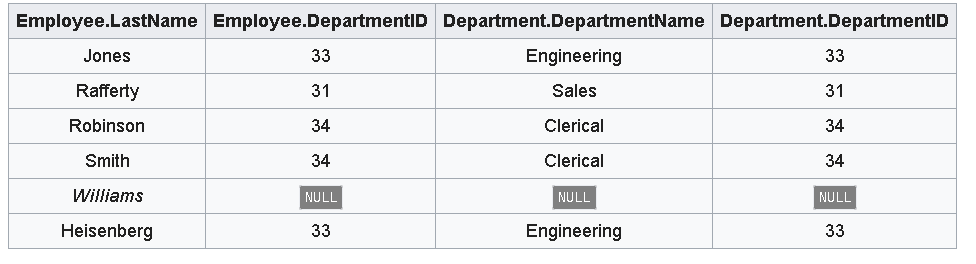 Employee.LastName Employee.DepartmentID Department.DepartmentName Department.DepartmentID
Jones 33 Engineering 33
Rafferty 31 Sales 31
Robinson 34 Clerical 34
Smith 34 Clerical 34
Williams NULL NULL NULL
Heisenberg 33 Engineering 33